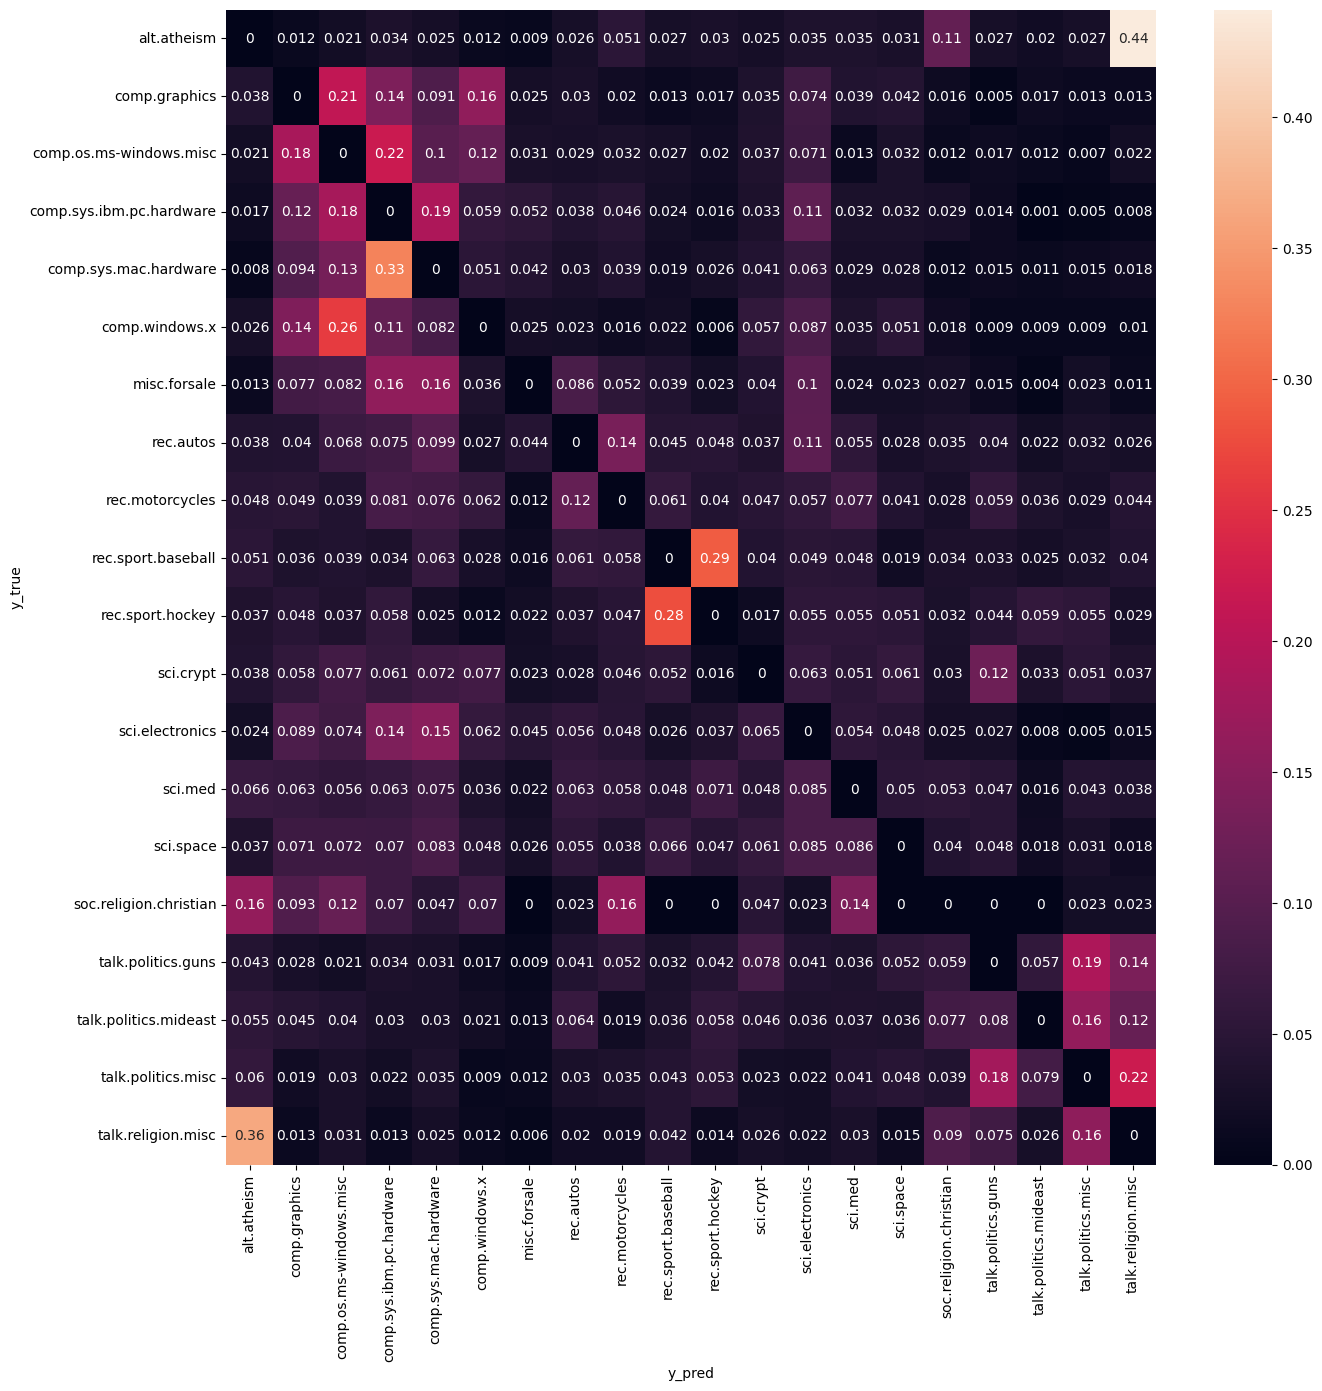 alt.atheism 0 0.012 0.021 0.034 0.025 0.012 0.009 0.026 0.051 0.027 0.03 0.025 0.035 0.035 0.031 0.11 0.027 0.02 0.027 0.44
comp.graphics 0.038 0 0.21 0.14 0.091 0.16 0.025 0.03 0.02 0.013 0.017 0.035 0.074 0.039 0.042 0.016 0.005 0.017 0.013 0.013
comp.os.ms-windows.misc 0.021 0.18 0 0.22 0.1 0.12 0.031 0.029 0.032 0.027 0.02 0.037 0.071 0.013 0.032 0.012 0.017 0.012 0.007 0.022
comp.sys.ibm.pc.hardware 0.017 0.12 0.18 0 0.19 0.059 0.052 0.038 0.046 0.024 0.016 0.033 0.11 0.032 0.032 0.029 0.014 0.001 0.005 0.008
comp.sys.mac.hardware 0.008 0.094 0.13 0.33 0 0.051 0.042 0.03 0.039 0.019 0.026 0.041 0.063 0.029 0.028 0.012 0.015 0.011 0.015 0.018
comp.windows.x 0.026 0.14 0.26 0.11 0.082 0 0.025 0.023 0.016 0.022 0.006 0.057 0.087 0.035 0.051 0.018 0.009 0.009 0.009 0.01
misc.forsale 0.013 0.077 0.082 0.16 0.16 0.036 0 0.086 0.052 0.039 0.023 0.04 0.1 0.024 0.023 0.027 0.015 0.004 0.023 0.011
rec.autos 0.038 0.04 0.068 0.075 0.099 0.027 0.044 0 0.14 0.045 0.048 0.037 0.11 0.055 0.028 0.035 0.04 0.022 0.032 0.026
rec.motorcycles 0.048 0.049 0.039 0.081 0.076 0.062 0.012 0.12 0 0.061 0.04 0.047 0.057 0.077 0.041 0.028 0.059 0.036 0.029 0.044
rec.sport.baseball 0.051 0.036 0.039 0.034 0.063 0.028 0.016 0.061 0.058 0 0.29 0.04 0.049 0.048 0.019 0.034 0.033 0.025 0.032 0.04
rec.sport.hockey 0.037 0.048 0.037 0.058 0.025 0.012 0.022 0.037 0.047 0.28 0 0.017 0.055 0.055 0.051 0.032 0.044 0.059 0.055 0.029
sci.crypt 0.038 0.058 0.077 0.061 0.072 0.077 0.023 0.028 0.046 0.052 0.016 0 0.063 0.051 0.061 0.03 0.12 0.033 0.051 0.037
sci.electronics 0.024 0.089 0.074 0.14 0.15 0.062 0.045 0.056 0.048 0.026 0.037 0.065 0 0.054 0.048 0.025 0.027 0.008 0.005 0.015
sci.med 0.066 0.063 0.056 0.063 0.075 0.036 0.022 0.063 0.058 0.048 0.071 0.048 0.085 0 0.05 0.053 0.047 0.016 0.043 0.038
sci.space 0.037 0.071 0.072 0.07 0.083 0.048 0.026 0.055 0.038 0.066 0.047 0.061 0.085 0.086 0 0.04 0.048 0.018 0.031 0.018
soc.religion.christian 0.16 0.093 0.12 0.07 0.047 0.07 0 0.023 0.16 0 0 0.047 0.023 0.14 0 0 0 0 0.023 0.023
talk.politics.guns 0.043 0.028 0.021 0.034 0.031 0.017 0.009 0.041 0.052 0.032 0.042 0.078 0.041 0.036 0.052 0.059 0 0.057 0.19 0.14
talk.politics.mideast 0.055 0.045 0.04 0.03 0.03 0.021 0.013 0.064 0.019 0.036 0.058 0.046 0.036 0.037 0.036 0.077 0.08 0 0.16 0.12
talk.politics.misc 0.06 0.019 0.03 0.022 0.035 0.009 0.012 0.03 0.035 0.043 0.053 0.023 0.022 0.041 0.048 0.039 0.18 0.079 0 0.22
talk.religion.misc 0.36 0.013 0.031 0.013 0.025 0.012 0.006 0.02 0.019 0.042 0.014 0.026 0.022 0.03 0.015 0.09 0.075 0.026 0.16 0
y_true
alt.atheism
comp.graphics
comp.os.ms-windows.misc
comp.sys.ibm.pc.hardware
comp.sys.mac.hardware
comp.windows.x
misc.forsale
rec.autos
rec.motorcycles
rec.sport.baseball
rec.sport.hockey
sci.crypt
sci.electronics
sci.med
sci.space
soc.religion.christian
talk.politics.guns
talk.politics.mideast
talk.politics.misc
talk.religion.misc
y_pred
0.40
0.35
0.30
0.25
0.20
0.15
0.10
0.05
0.00